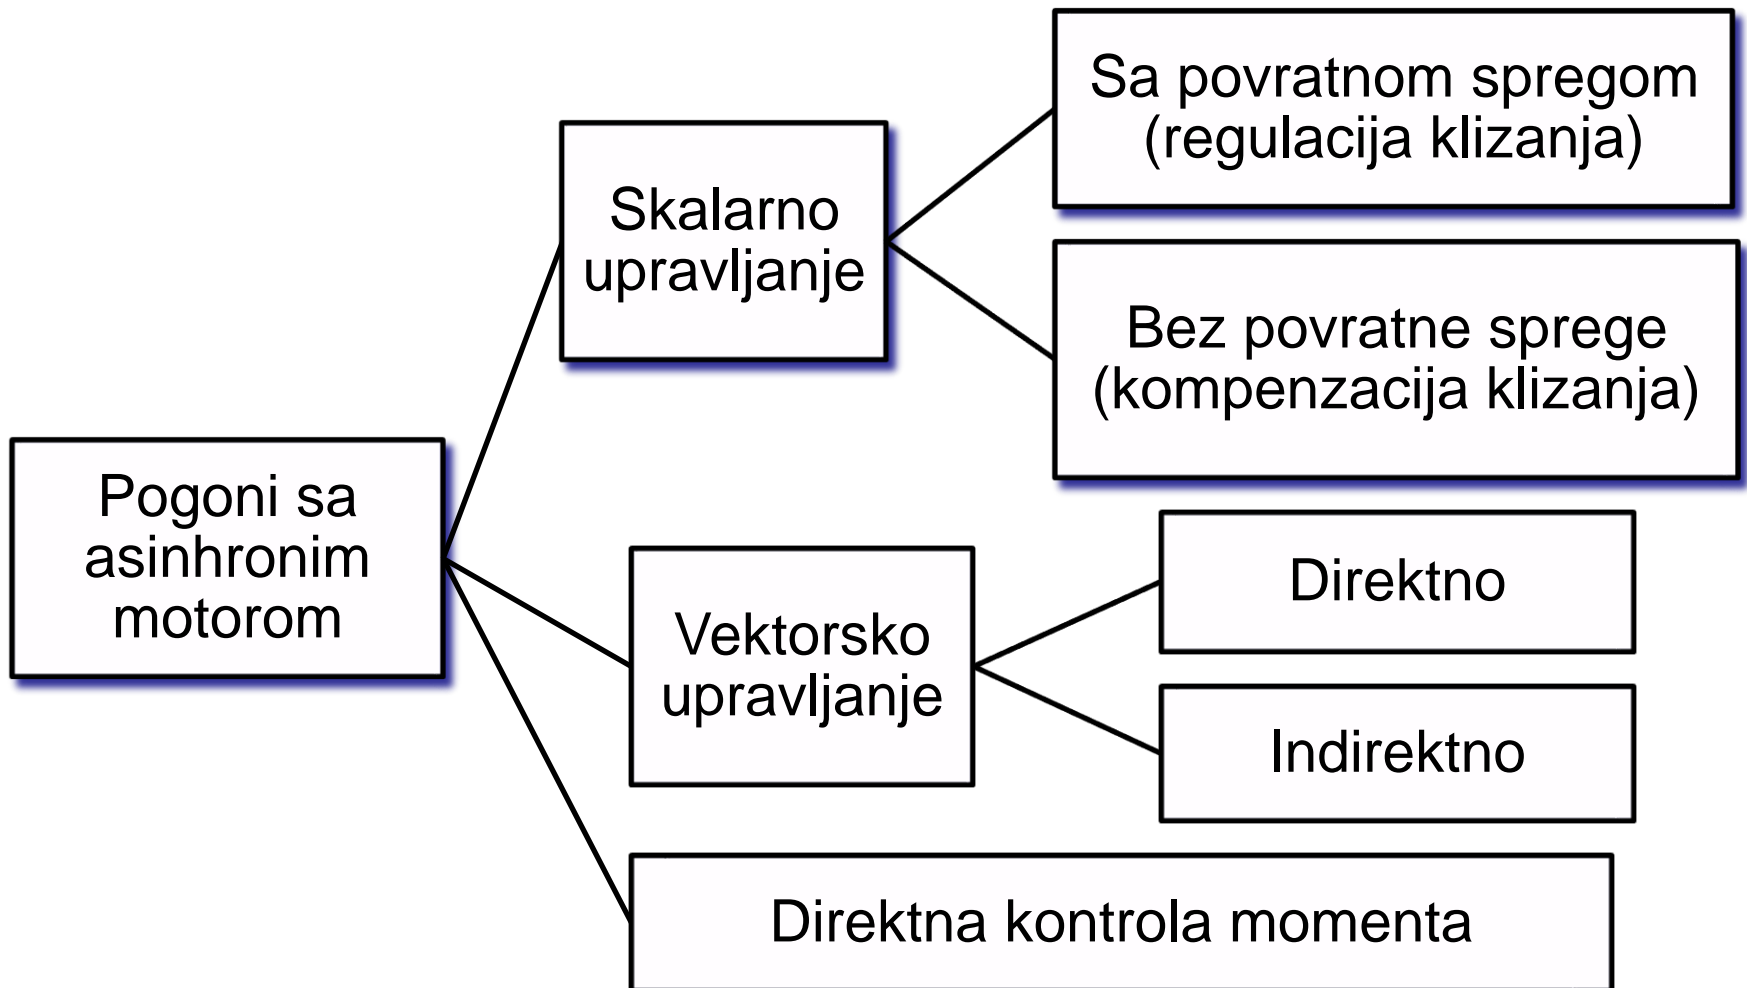 Pogoni sa
asinhronim
motorom
Skalarno
upravljanje
Sa povratnom spregom
(regulacija klizanja)
Bez povratne sprege
(kompenzacija klizanja)
Vektorsko
upravljanje
Direktno
Indirektno
Direktna kontrola momenta